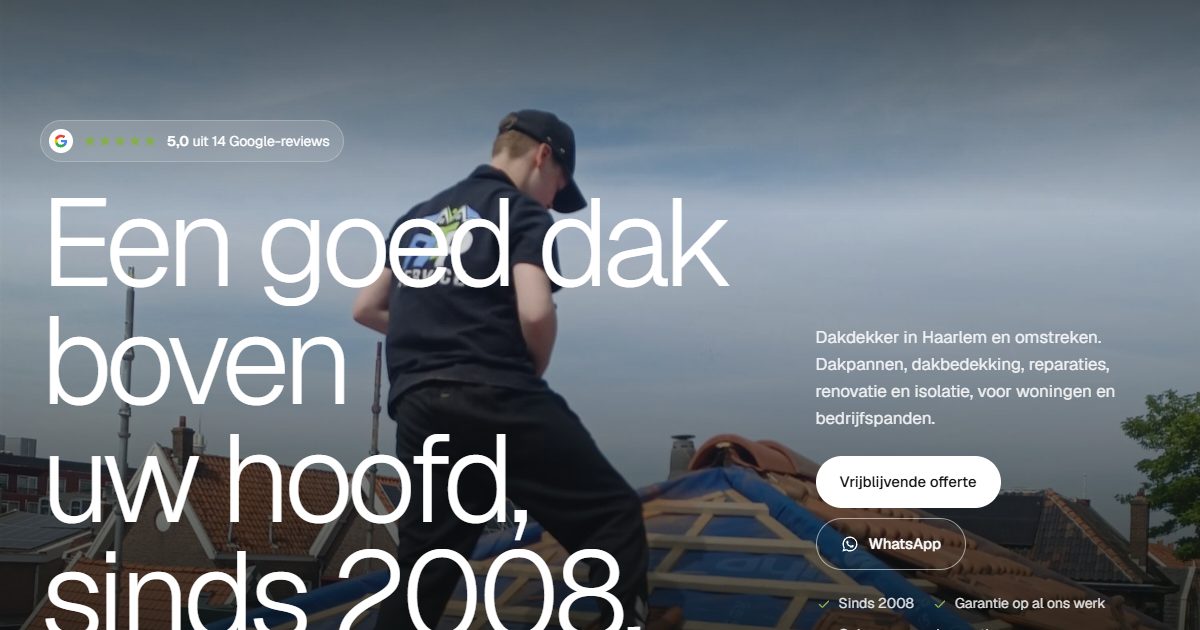 5,0 uit 14 Google-reviews
Een goed dak
boven
uw hoofd,
sinds 2008.
Dakdekker in Haarlem en omstreken.
Dakpannen, dakbedekking, reparaties,
renovatie en isolatie, voor woningen en
bedrijfspanden.
Vrijblijvende offerte
WhatsApp
Sinds 2008
Garantie op al ons werk